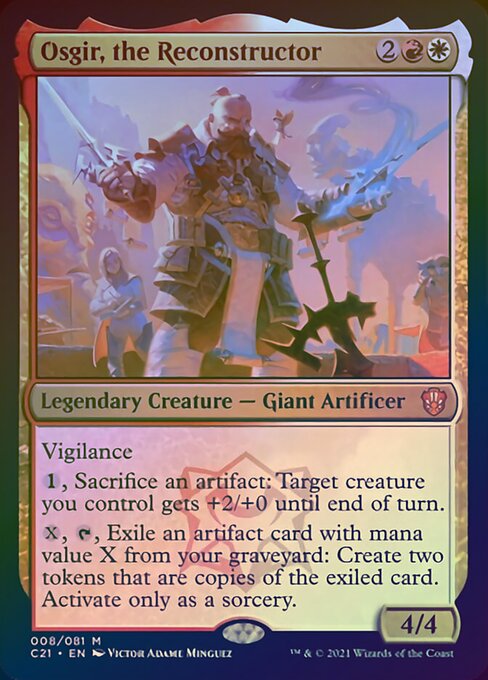 Osgir, the Reconstructor 2
Legendary Creature — Giant Artificer
Vigilance
1, Sacrifice an artifact: Target creature
you control gets +2/+0 until end of turn.
X, , Exile an artifact card with mana
value X from your graveyard: Create two
tokens that are copies of the exiled card.
Activate only as a sorcery.
4/4
008/081 M
C21 • EN Victor Adame Minguez
™ & © 2021 Wizards of the Coast